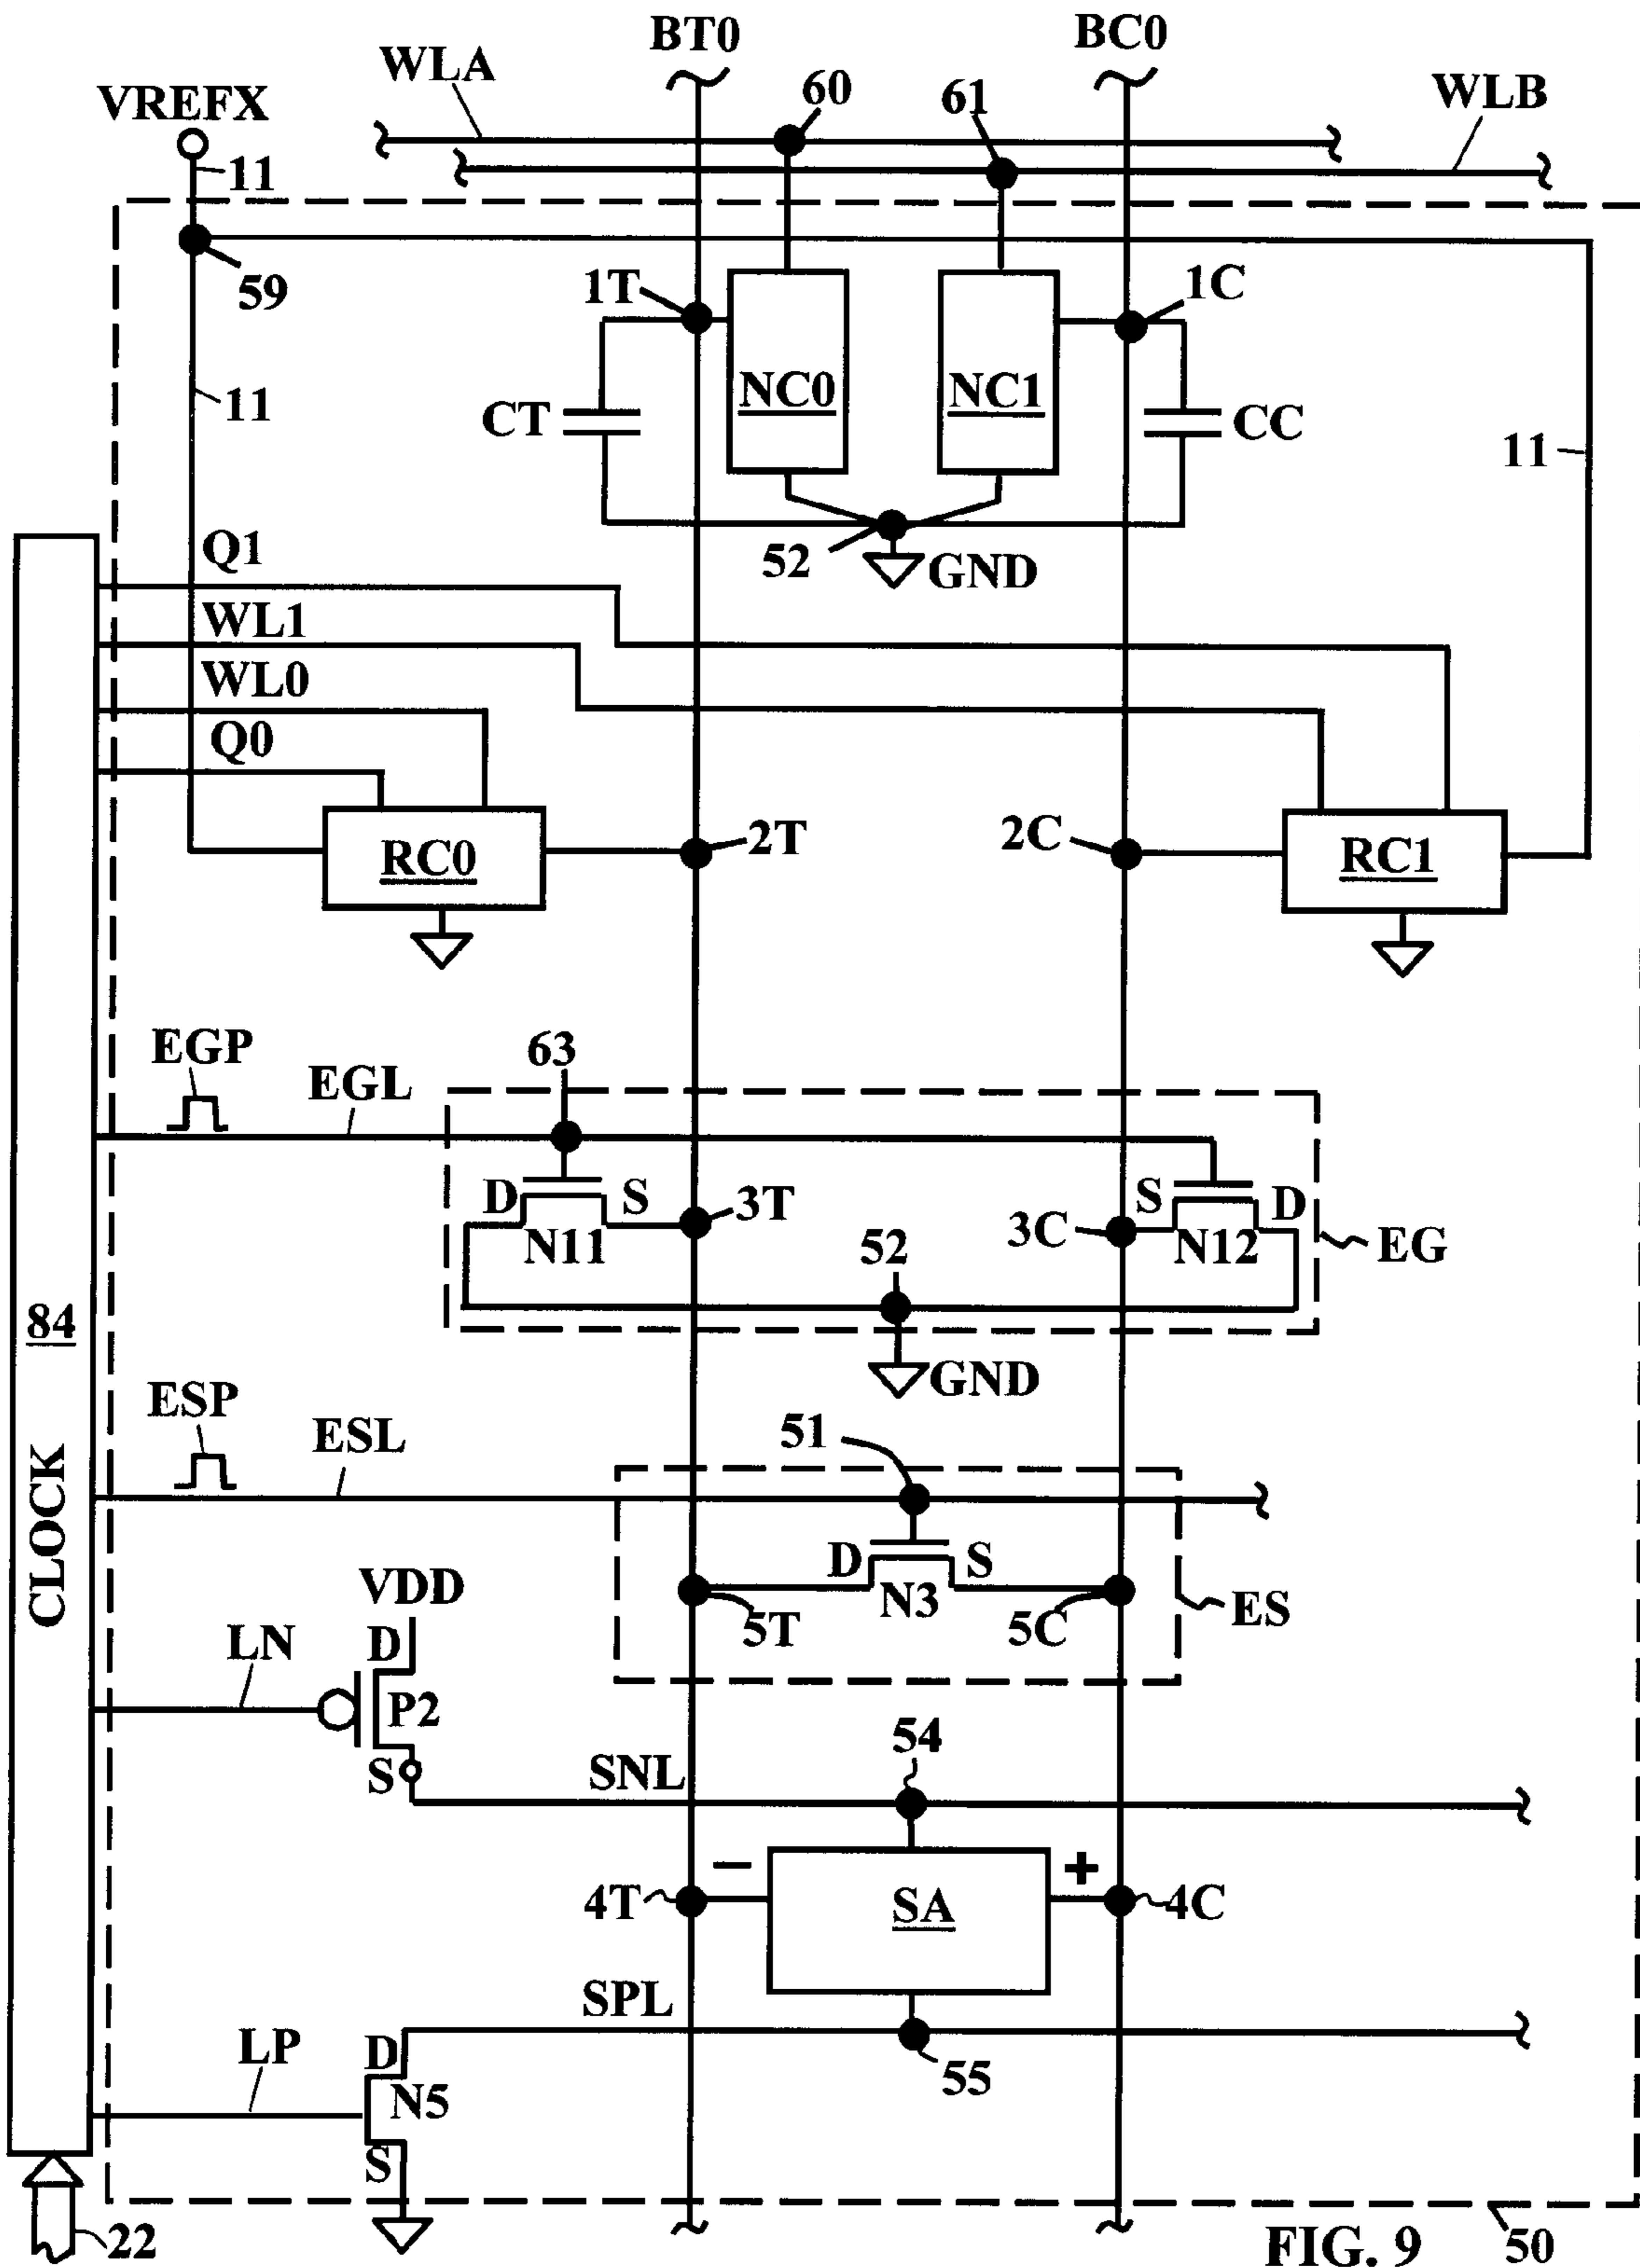 BT0
BC0
WLA
60
61
WLB
VREFX
11
59
1T
1C
11
NC0
NC1
CT
CC
11
52
GND
Q1
WL1
WL0
Q0
RC0
2T
2C
RC1
EGP
EGL
63
D
S
3T
S
D
N11
3C
N12
EG
52
GND
84
CLOCK
ESP
ESL
51
D
S
N3
5T
5C
ES
VDD
D
LN
P2
S
SNL
54
−
+
4T
SA
4C
SPL
LP
D
N5
55
S
22
FIG. 9
50